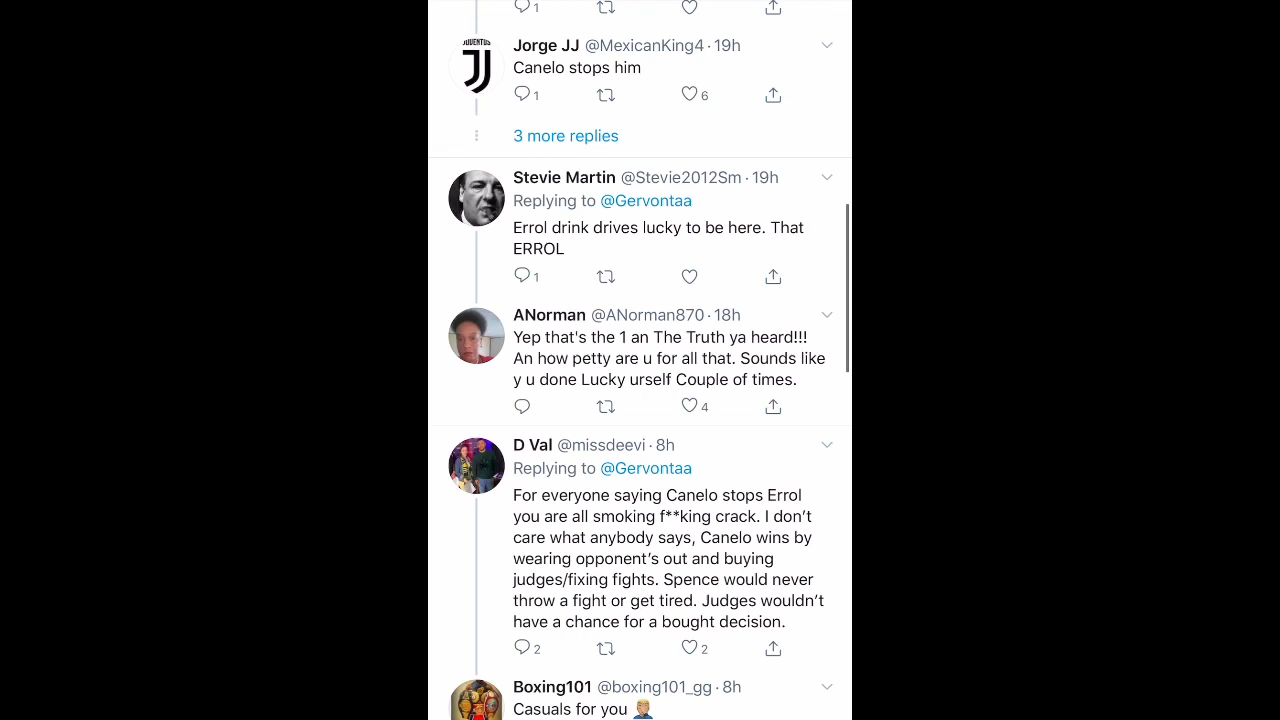 1
JUVENTUS
Jorge JJ @MexicanKing4 · 19h
Canelo stops him
1 6
3 more replies
Stevie Martin @Stevie2012Sm · 19h
Replying to @Gervontaa
Errol drink drives lucky to be here. That
ERROL
1
ANorman @ANorman870 · 18h
Yep that's the 1 an The Truth ya heard!!!
An how petty are u for all that. Sounds like
y u done Lucky urself Couple of times.
4
D Val @missdeevi · 8h
Replying to @Gervontaa
For everyone saying Canelo stops Errol
you are all smoking f**king crack. I don’t
care what anybody says, Canelo wins by
wearing opponent’s out and buying
judges/fixing fights. Spence would never
throw a fight or get tired. Judges wouldn’t
have a chance for a bought decision.
2 2
Boxing101 @boxing101_gg · 8h
Casuals for you